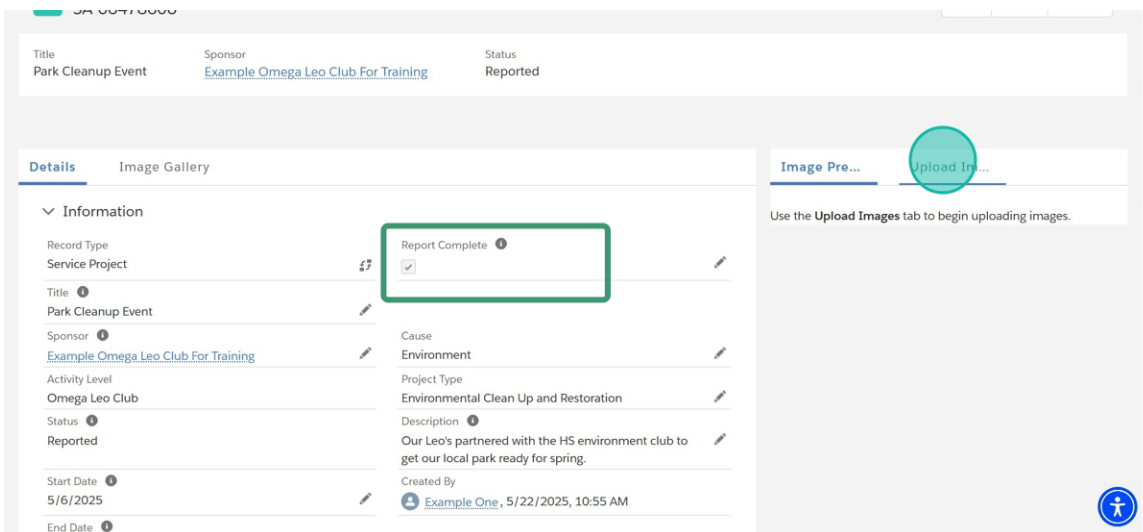 Title
Park Cleanup Event
Sponsor
Example Omega Leo Club For Training
Status
Reported
Details
Image Gallery
Image Pre...
Upload Im...
Use the Upload Images tab to begin uploading images.
Information
Record Type
Service Project
Report Complete
Title
Park Cleanup Event
Sponsor
Example Omega Leo Club For Training
Cause
Environment
Activity Level
Omega Leo Club
Project Type
Environmental Clean Up and Restoration
Status
Reported
Description
Our Leo's partnered with the HS environment club to
get our local park ready for spring.
Start Date
5/6/2025
Created By
Example One, 5/22/2025, 10:55 AM
End Date